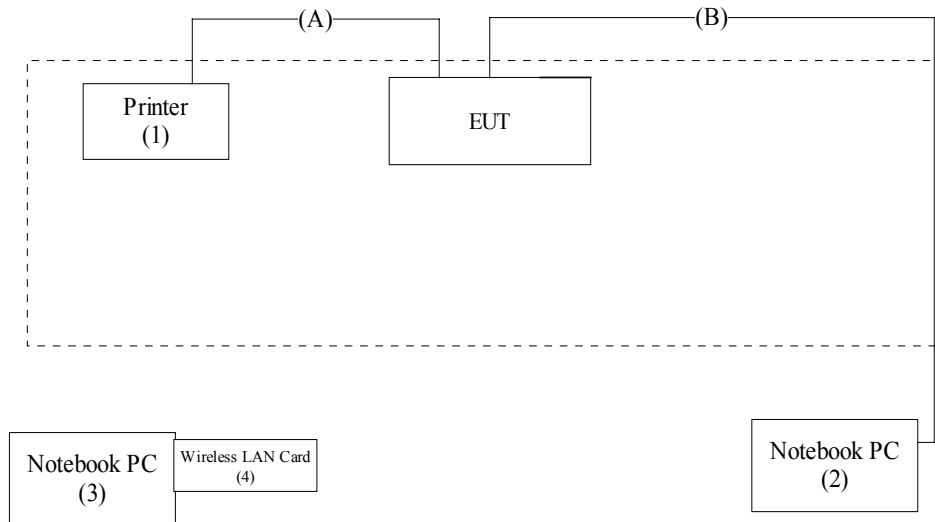 (A)
(B)
Printer
(1)
EUT
Notebook PC
(3)
Wireless LAN Card
(4)
Notebook PC
(2)